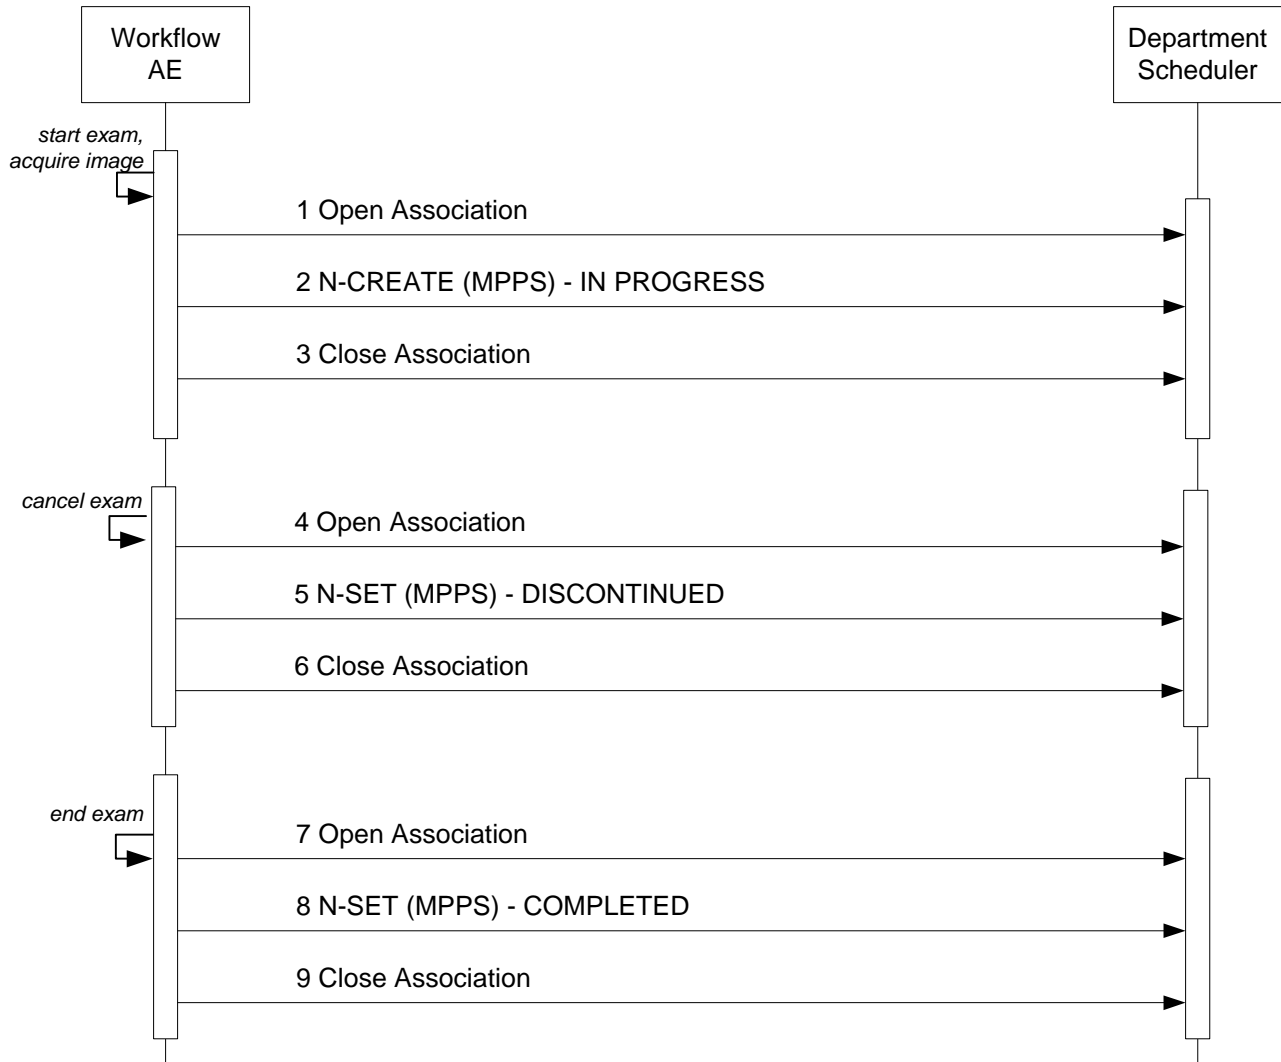 Workflow
AE
Department
Scheduler
start exam,
acquire image
1 Open Association
2 N-CREATE (MPPS) - IN PROGRESS
3 Close Association
cancel exam
4 Open Association
5 N-SET (MPPS) - DISCONTINUED
6 Close Association
end exam
7 Open Association
8 N-SET (MPPS) - COMPLETED
9 Close Association